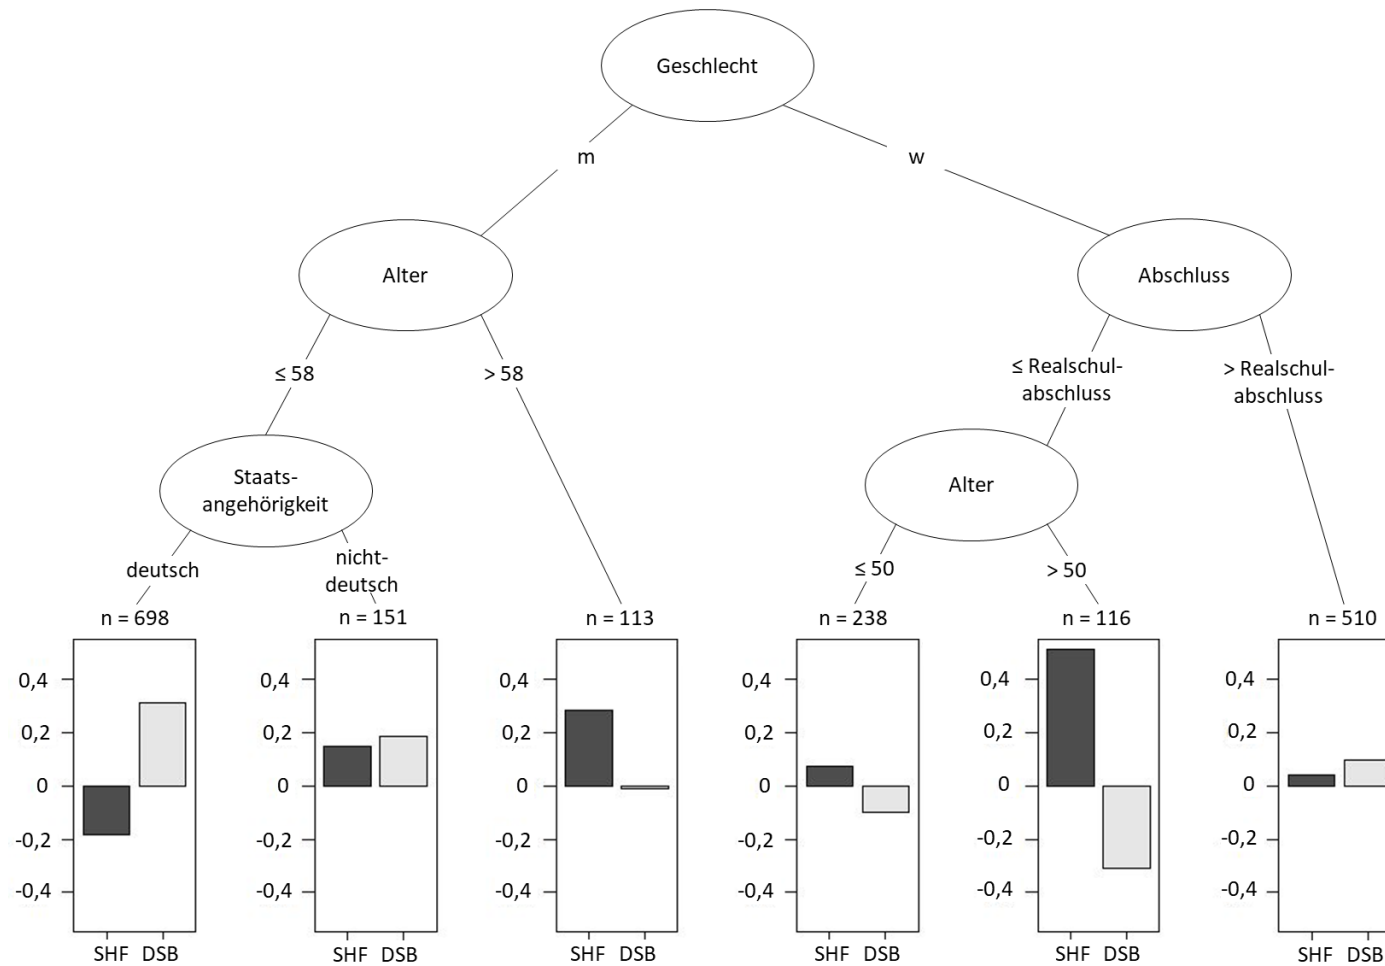 Geschlecht
m
w
Alter
Abschluss
≤ 58
> 58
≤ Realschul-
abschluss
> Realschul-
abschluss
Staats-
angehörigkeit
Alter
deutsch
nicht-
deutsch
≤ 50
> 50
n = 698
n = 151
n = 113
n = 238
n = 116
n = 510
0,4
0,2
0
-0,2
-0,4
SHF DSB
0,4
0,2
0
-0,2
-0,4
SHF DSB
0,4
0,2
0
-0,2
-0,4
SHF DSB
0,4
0,2
0
-0,2
-0,4
SHF DSB
0,4
0,2
0
-0,2
-0,4
SHF DSB
0,4
0,2
0
-0,2
-0,4
SHF DSB